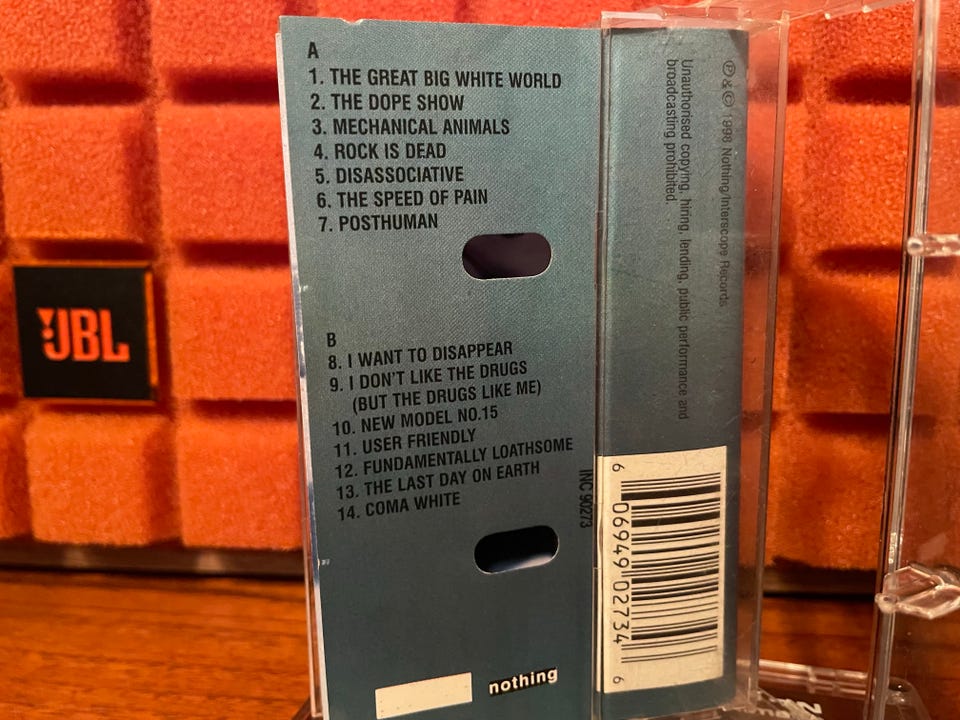 A
1. THE GREAT BIG WHITE WORLD
2. THE DOPE SHOW
3. MECHANICAL ANIMALS
4. ROCK IS DEAD
5. DISASSOCIATIVE
6. THE SPEED OF PAIN
7. POSTHUMAN
B
8. I WANT TO DISAPPEAR
9. I DON'T LIKE THE DRUGS
(BUT THE DRUGS LIKE ME)
10. NEW MODEL NO.15
11. USER FRIENDLY
12. FUNDAMENTALLY LOATHSOME
13. THE LAST DAY ON EARTH
14. COMA WHITE
INC 90273
nothing
℗ & © 1998 Nothing/Interscope Records.
Unauthorised copying, hiring, lending, public performance and
broadcasting prohibited.
6 06949 02734 6
JBL